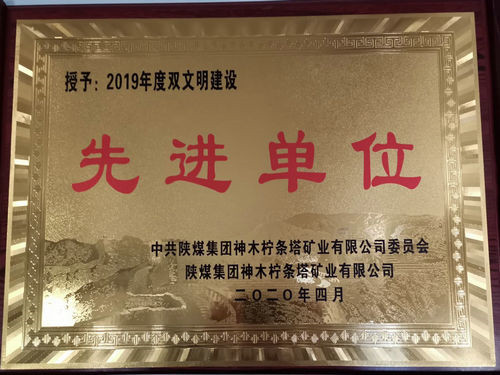 授予：2019年度双文明建设
先进单位
中共陕煤集团神木柠条塔矿业有限公司委员会
陕煤集团神木柠条塔矿业有限公司
二〇二〇年四月